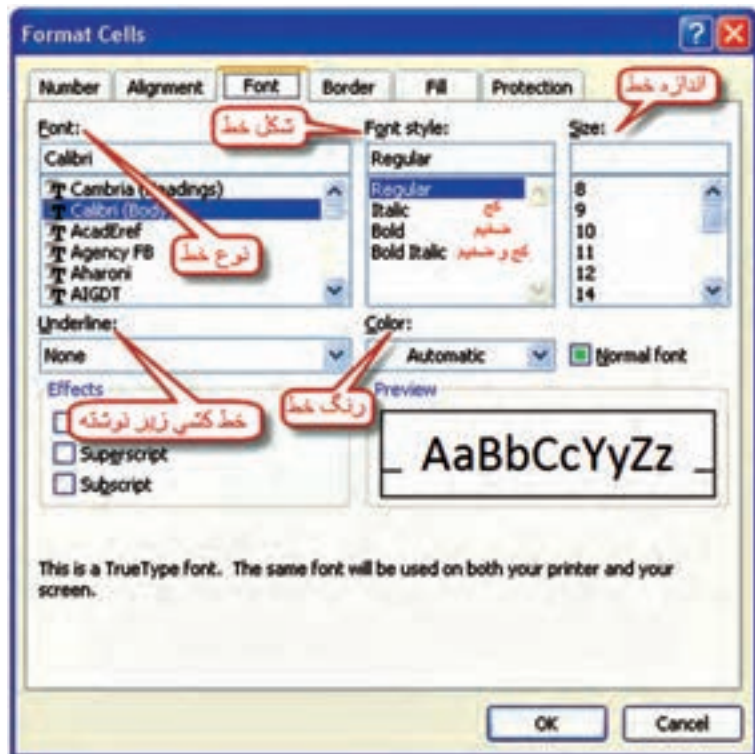 Format Cells
Number Alignment Font Border Fill Protection
اندازه خط
Font: شکل خط Font style: Size:
Calibri Regular
Cambria (Headings) Regular 8
Calibri (Body) Italic کج 9
AcadEref Bold ضخیم 10
Agency FB نوع خط Bold Italic کج و ضخیم 11
Aharoni 12
AIGDT 14
Underline: Color:
None Automatic Normal font
Effects رنگ خط Preview
خط کشی زیر نوشته
Superscript AaBbCcYyZz
Subscript
This is a TrueType font. The same font will be used on both your printer and your
screen.
OK Cancel